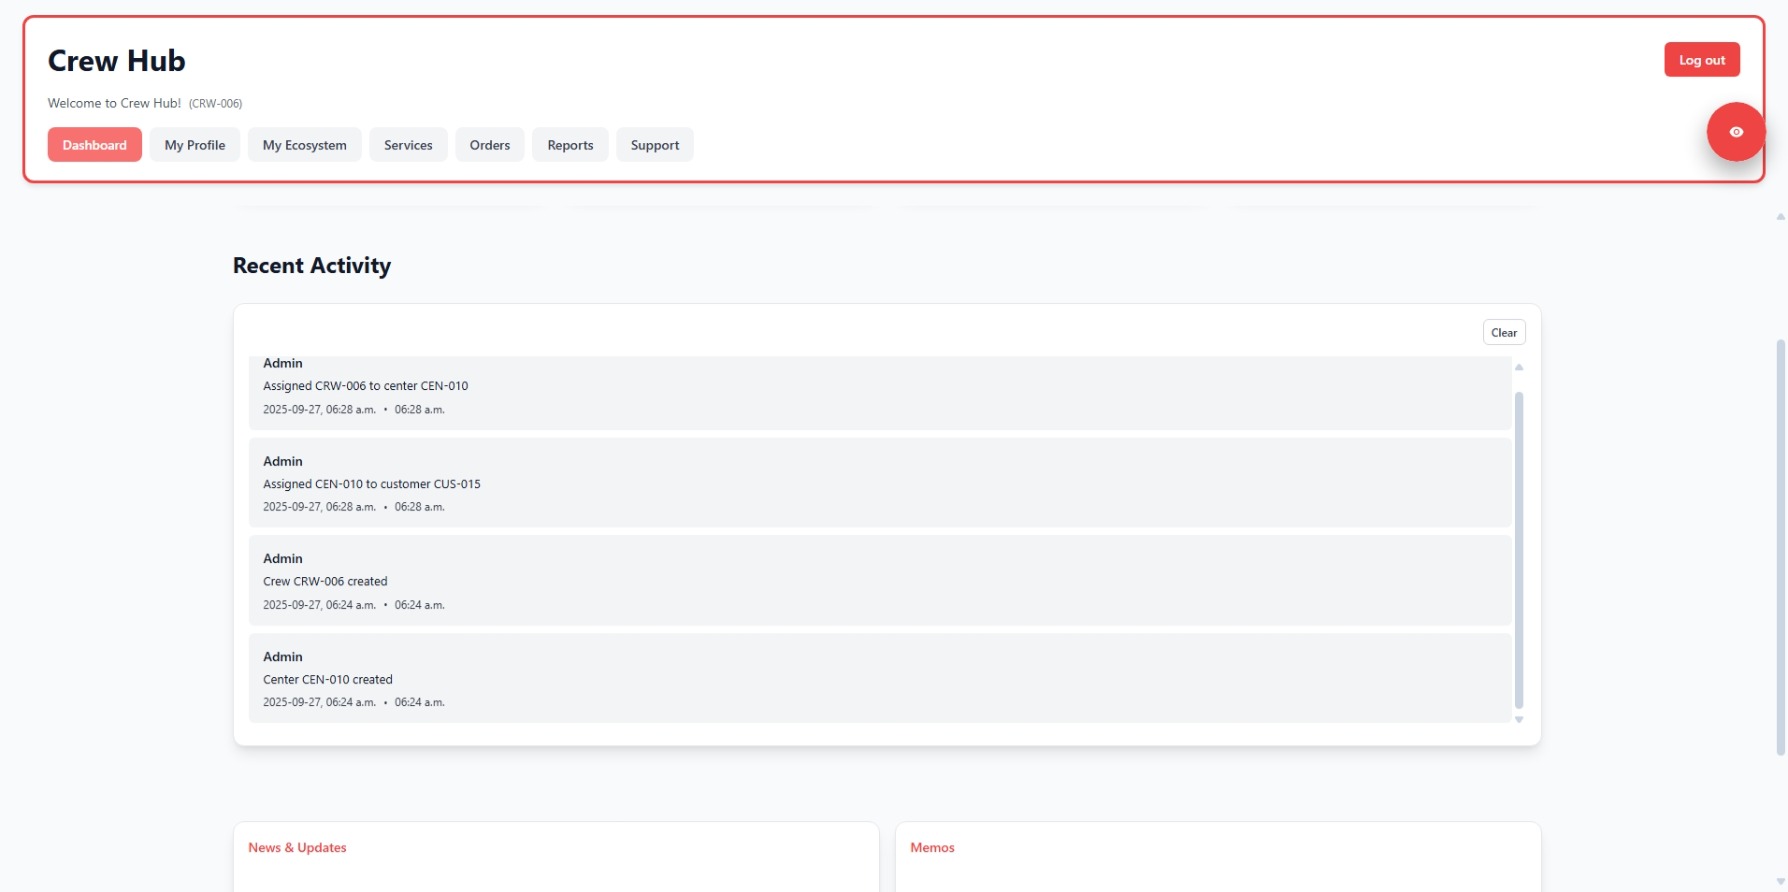 Crew Hub
Log out
Welcome to Crew Hub! (CRW-006)
Dashboard My Profile My Ecosystem Services Orders Reports Support
Recent Activity
Clear
Admin
Assigned CRW-006 to center CEN-010
2025-09-27, 06:28 a.m. • 06:28 a.m.
Admin
Assigned CEN-010 to customer CUS-015
2025-09-27, 06:28 a.m. • 06:28 a.m.
Admin
Crew CRW-006 created
2025-09-27, 06:24 a.m. • 06:24 a.m.
Admin
Center CEN-010 created
2025-09-27, 06:24 a.m. • 06:24 a.m.
News & Updates
Memos